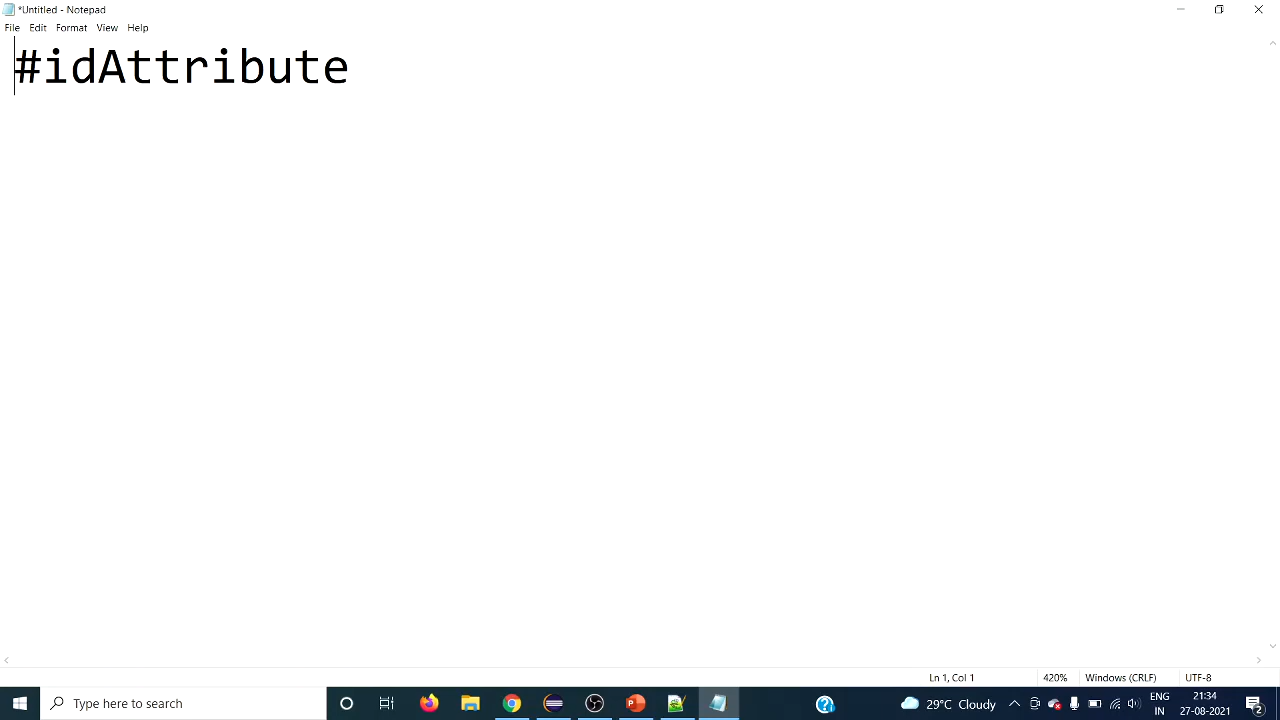 *Untitled - Notepad
File Edit Format View Help
#idAttribute
Ln 1, Col 1 420% Windows (CRLF) UTF-8
Type here to search
29°C Cloudy
ENG
IN
21:34
27-08-2021
2